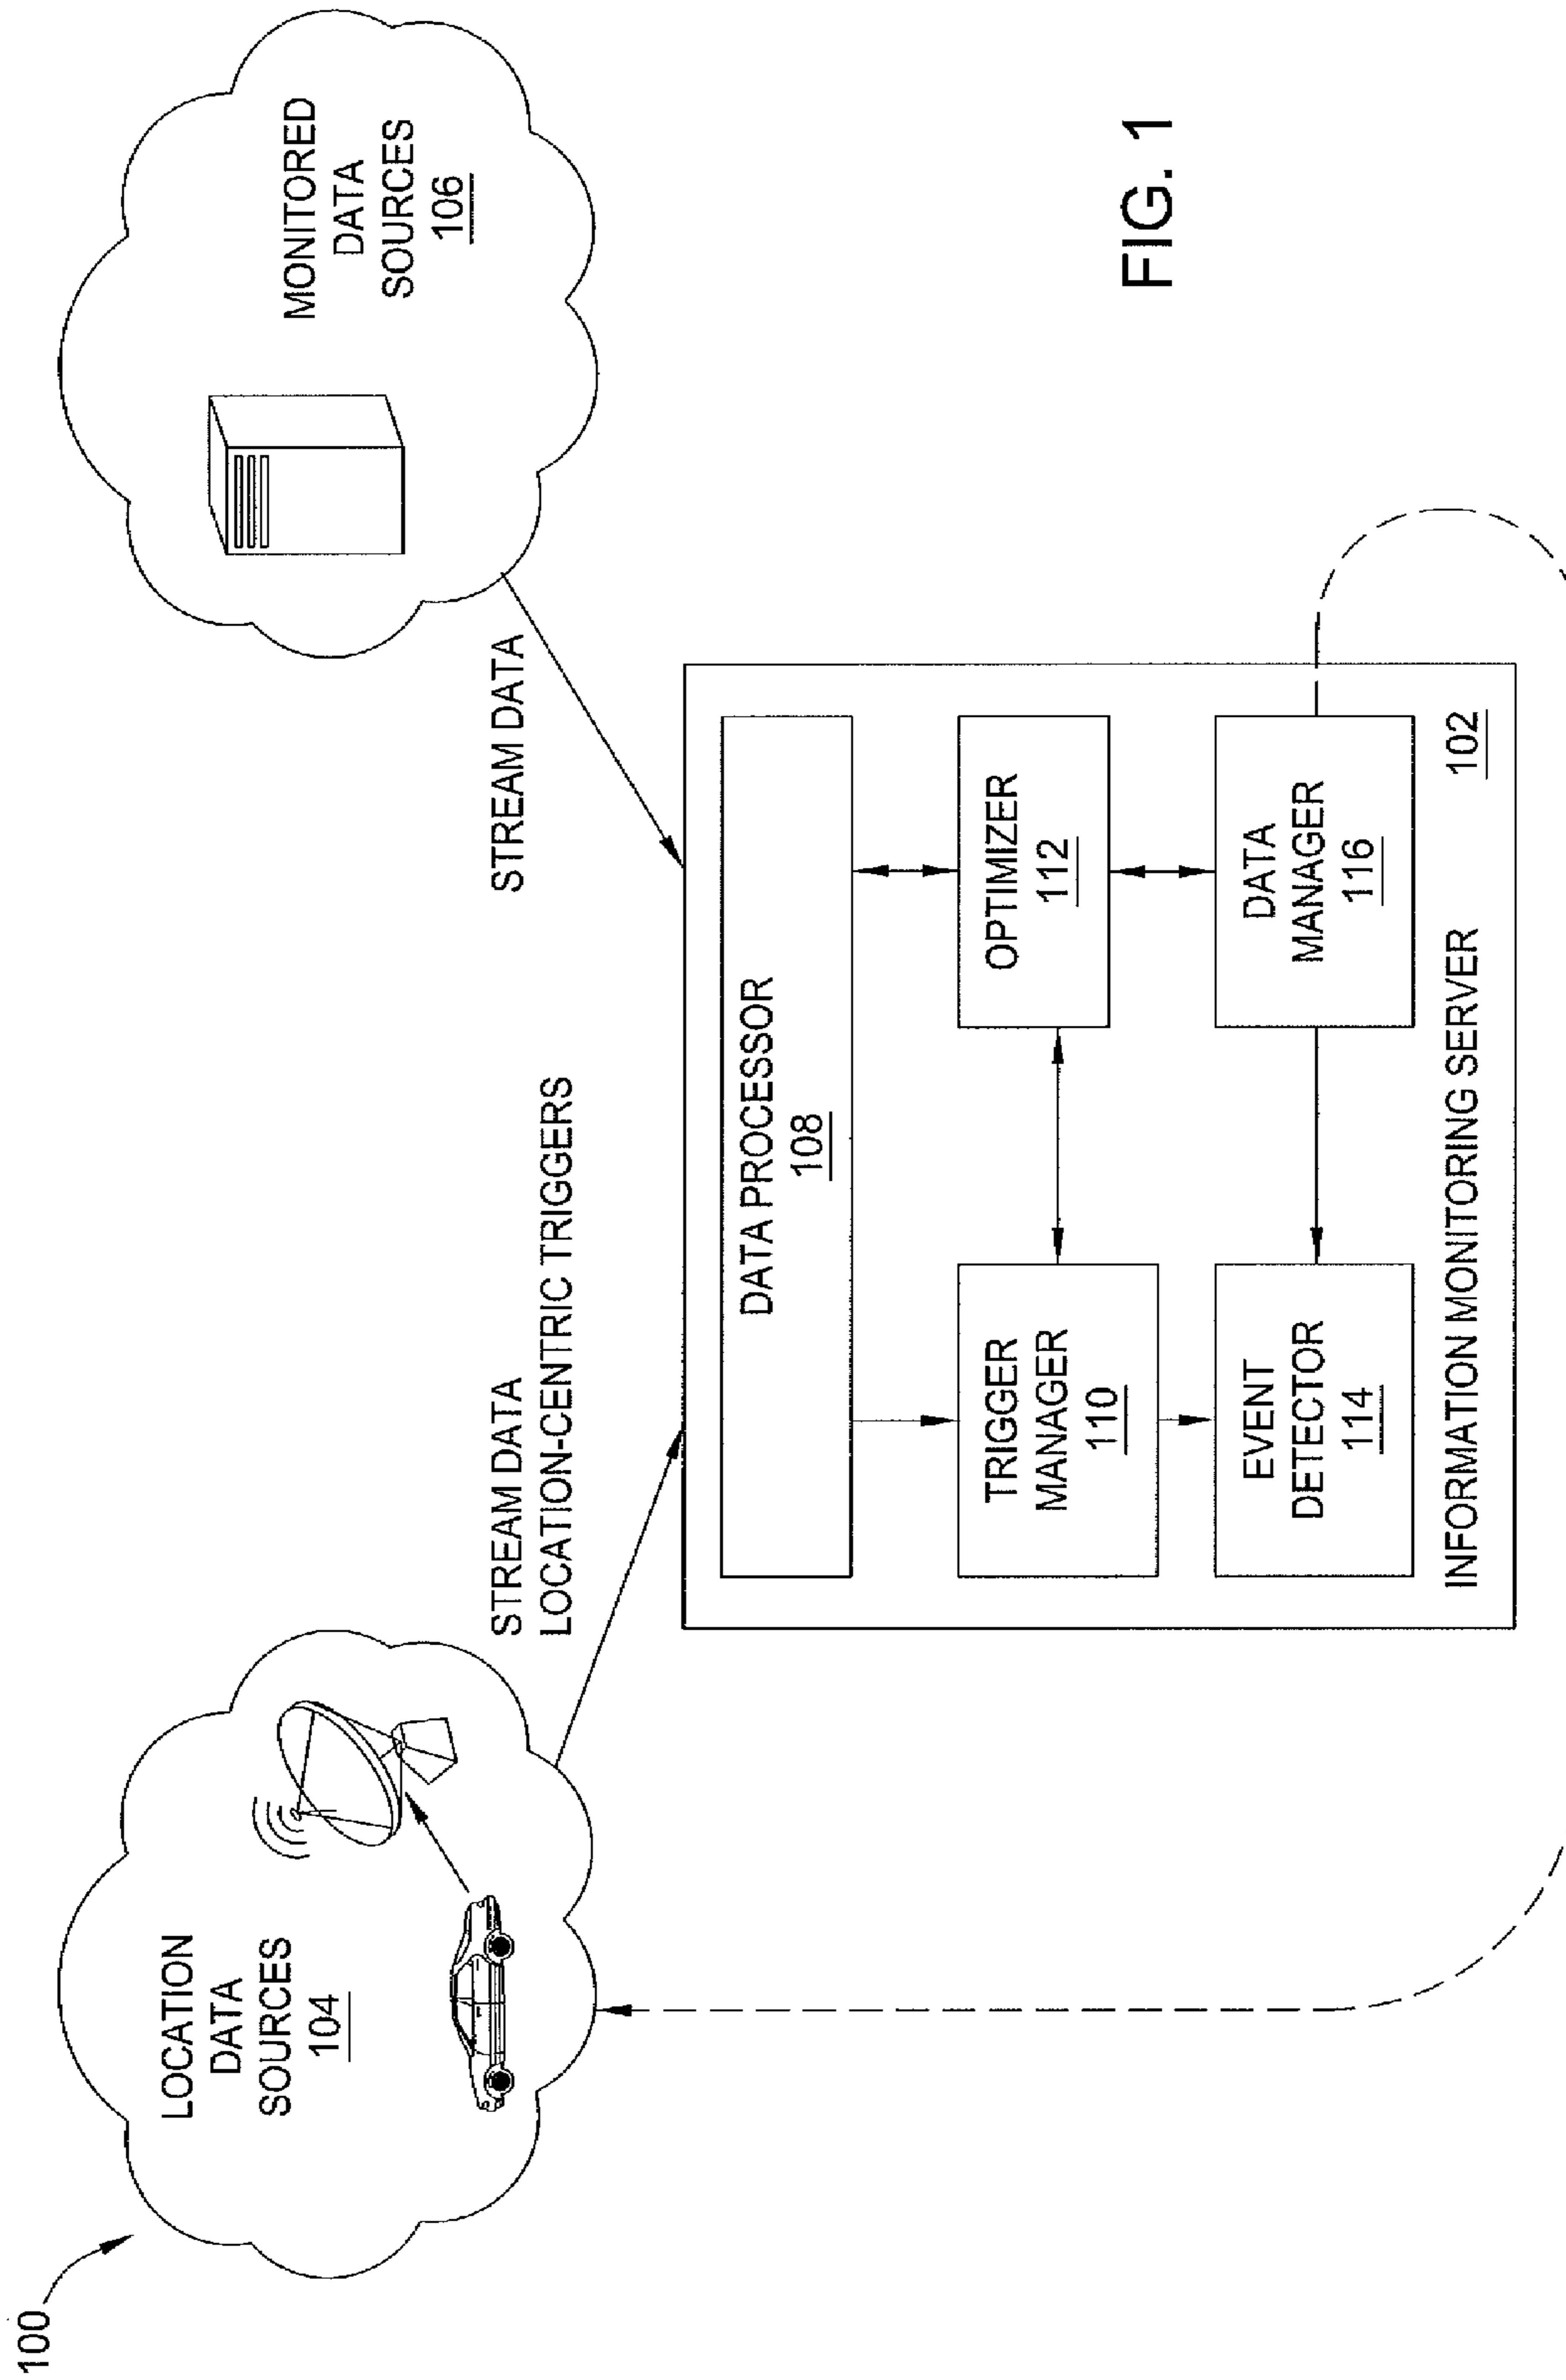 100
LOCATION
DATA
SOURCES
104
MONITORED
DATA
SOURCES
106
STREAM DATA
LOCATION-CENTRIC TRIGGERS
STREAM DATA
DATA PROCESSOR
108
TRIGGER
MANAGER
110
OPTIMIZER
112
EVENT
DETECTOR
114
DATA
MANAGER
116
INFORMATION MONITORING SERVER
102
FIG. 1